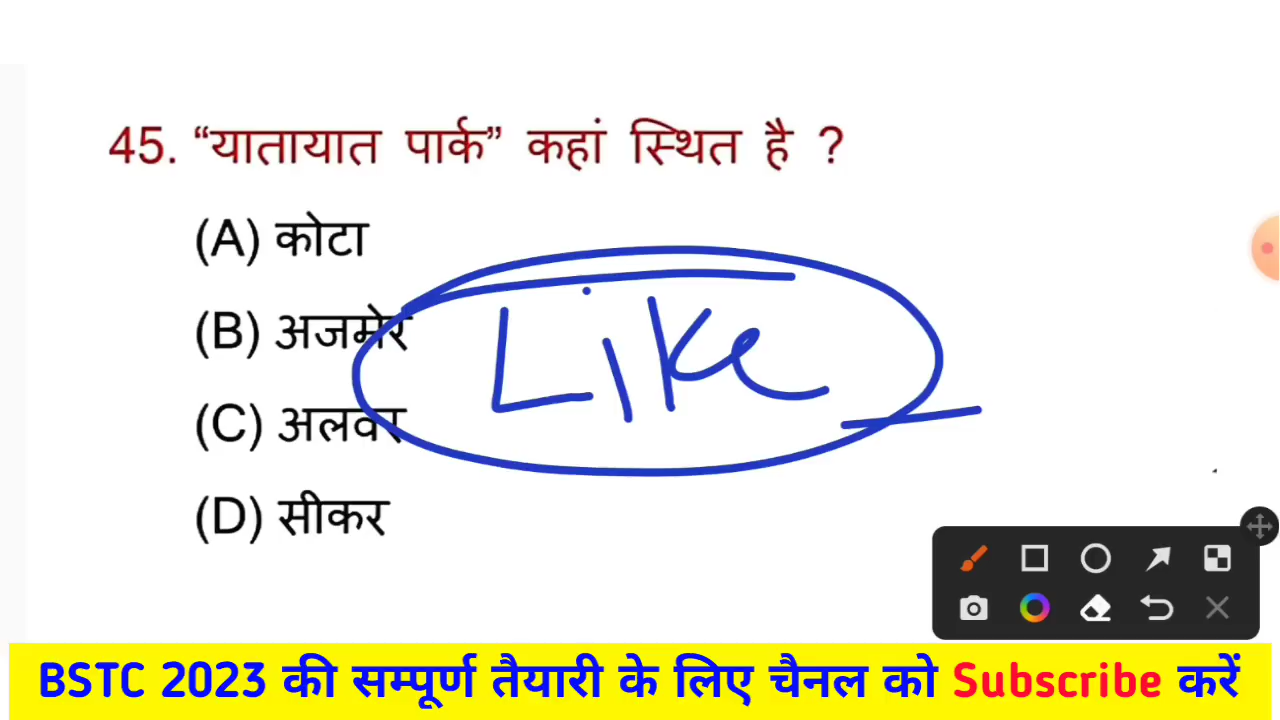 45. “यातायात पार्क” कहां स्थित है ?
(A) कोटा
(B) अजमेर
Like
(C) अलवर
(D) सीकर
BSTC 2023 की सम्पूर्ण तैयारी के लिए चैनल को Subscribe करें